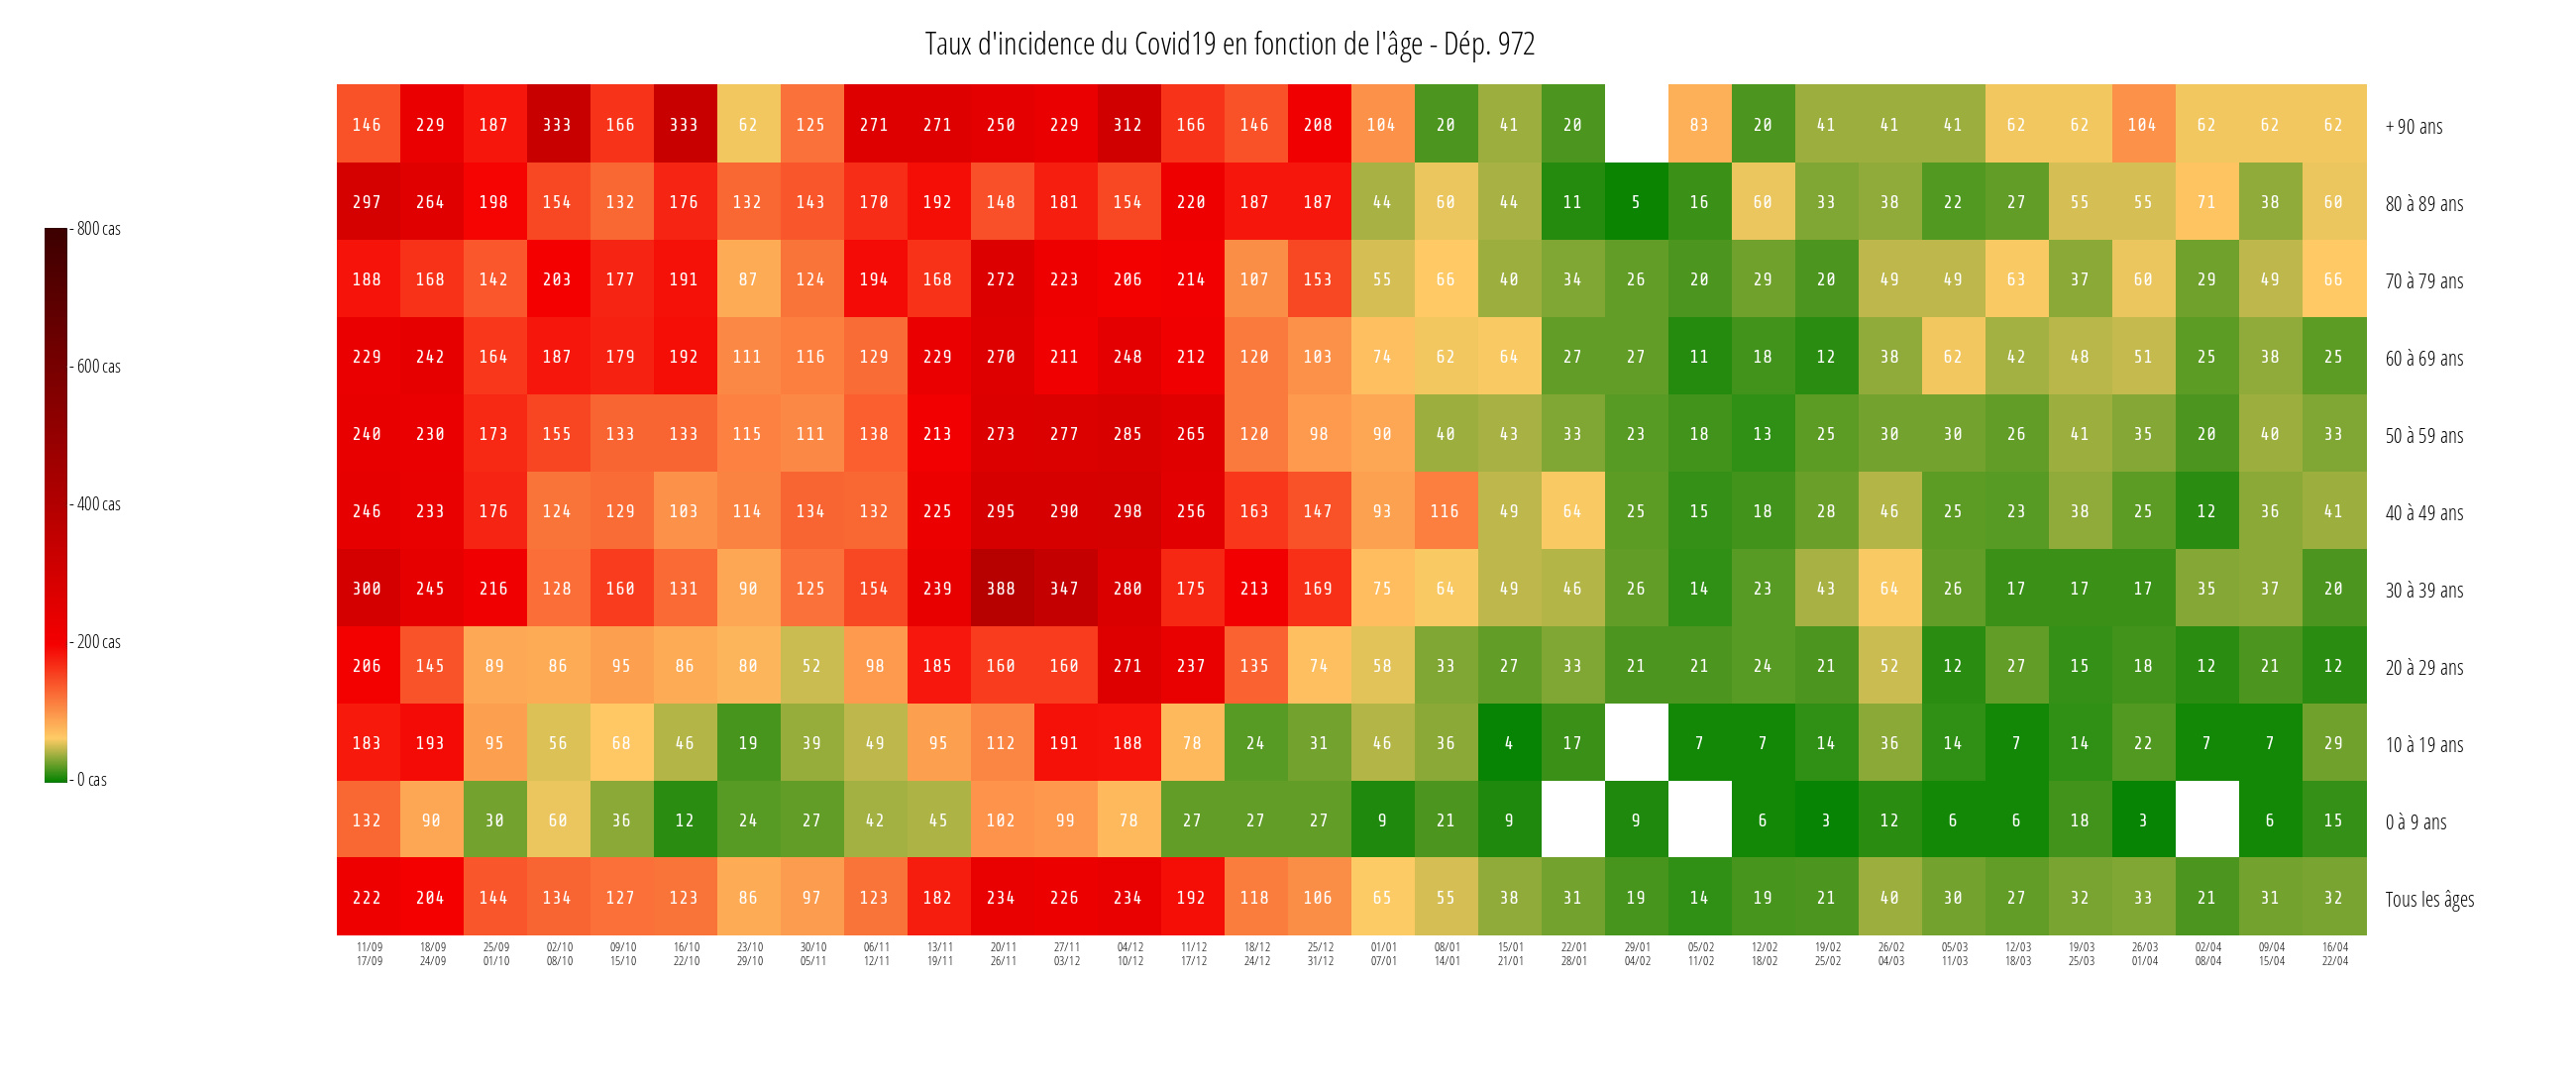 Taux d'incidence du Covid19 en fonction de l'âge - Dép. 972
- 800 cas
- 600 cas
- 400 cas
- 200 cas
- 0 cas
146 229 187 333 166 333 62 125 271 271 250 229 312 166 146 208 104 20 41 20 83 20 41 41 41 62 62 104 62 62 62 + 90 ans
297 264 198 154 132 176 132 143 170 192 148 181 154 220 187 187 44 60 44 11 5 16 60 33 38 22 27 55 55 71 38 60 80 à 89 ans
188 168 142 203 177 191 87 124 194 168 272 223 206 214 107 153 55 66 40 34 26 20 29 20 49 49 63 37 60 29 49 66 70 à 79 ans
229 242 164 187 179 192 111 116 129 229 270 211 248 212 120 103 74 62 64 27 27 11 18 12 38 62 42 48 51 25 38 25 60 à 69 ans
240 230 173 155 133 133 115 111 138 213 273 277 285 265 120 98 90 40 43 33 23 18 13 25 30 30 26 41 35 20 40 33 50 à 59 ans
246 233 176 124 129 103 114 134 132 225 295 290 298 256 163 147 93 116 49 64 25 15 18 28 46 25 23 38 25 12 36 41 40 à 49 ans
300 245 216 128 160 131 90 125 154 239 388 347 280 175 213 169 75 64 49 46 26 14 23 43 64 26 17 17 17 35 37 20 30 à 39 ans
206 145 89 86 95 86 80 52 98 185 160 160 271 237 135 74 58 33 27 33 21 21 24 21 52 12 27 15 18 12 21 12 20 à 29 ans
183 193 95 56 68 46 19 39 49 95 112 191 188 78 24 31 46 36 4 17 7 7 14 36 14 7 14 22 7 7 29 10 à 19 ans
132 90 30 60 36 12 24 27 42 45 102 99 78 27 27 27 9 21 9 9 6 3 12 6 6 18 3 6 15 0 à 9 ans
222 204 144 134 127 123 86 97 123 182 234 226 234 192 118 106 65 55 38 31 19 14 19 21 40 30 27 32 33 21 31 32 Tous les âges
11/09 18/09 25/09 02/10 09/10 16/10 23/10 30/10 06/11 13/11 20/11 27/11 04/12 11/12 18/12 25/12 01/01 08/01 15/01 22/01 29/01 05/02 12/02 19/02 26/02 05/03 12/03 19/03 26/03 02/04 09/04 16/04
17/09 24/09 01/10 08/10 15/10 22/10 29/10 05/11 12/11 19/11 26/11 03/12 10/12 17/12 24/12 31/12 07/01 14/01 21/01 28/01 04/02 11/02 18/02 25/02 04/03 11/03 18/03 25/03 01/04 08/04 15/04 22/04